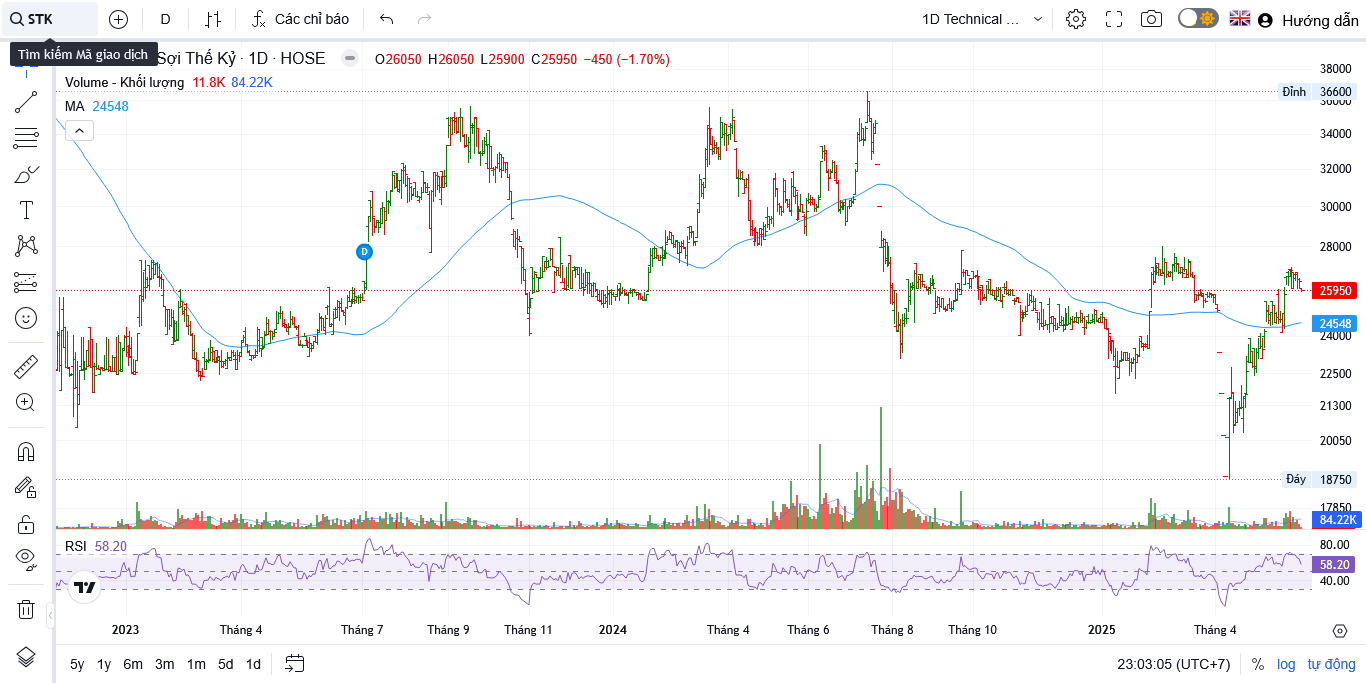 STK
D
Các chỉ báo
1D Technical ...
Hướng dẫn
Tìm kiếm Mã giao dịch
Sợi Thế Kỷ · 1D · HOSE
O26050 H26050 L25900 C25950 −450 (−1.70%)
Volume - Khối lượng 11.8K 84.22K
MA 24548
38000
Đỉnh 36600
36000
34000
32000
30000
28000
25950
24548
24000
22500
21300
20050
Đáy 18750
17850
84.22K
D
RSI 58.20
80.00
58.20
40.00
2023 Tháng 4 Tháng 7 Tháng 9 Tháng 11 2024 Tháng 4 Tháng 6 Tháng 8 Tháng 10 2025 Tháng 4
5y 1y 6m 3m 1m 5d 1d
23:03:05 (UTC+7) % log tự động